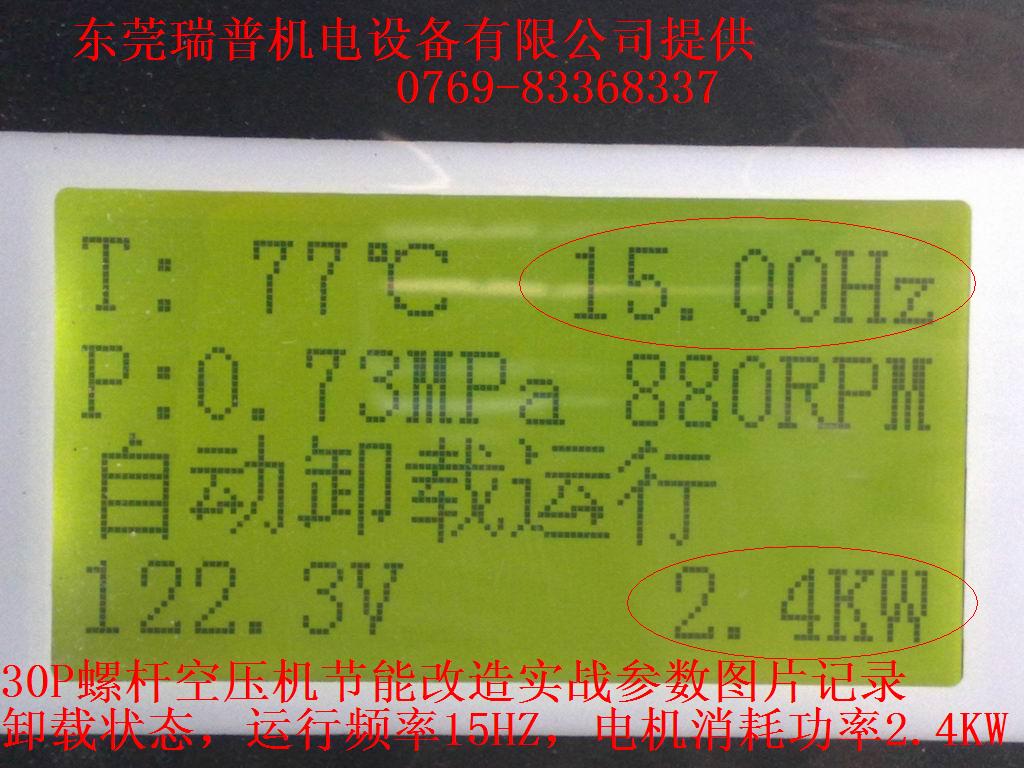 东莞瑞普机电设备有限公司提供
0769-83368337
T: 77℃ 15.00Hz
P:0.73MPa 880RPM
自动卸载运行
122.3V 2.4KW
30P螺杆空压机节能改造实战参数图片记录
卸载状态，运行频率15HZ，电机消耗功率2.4KW